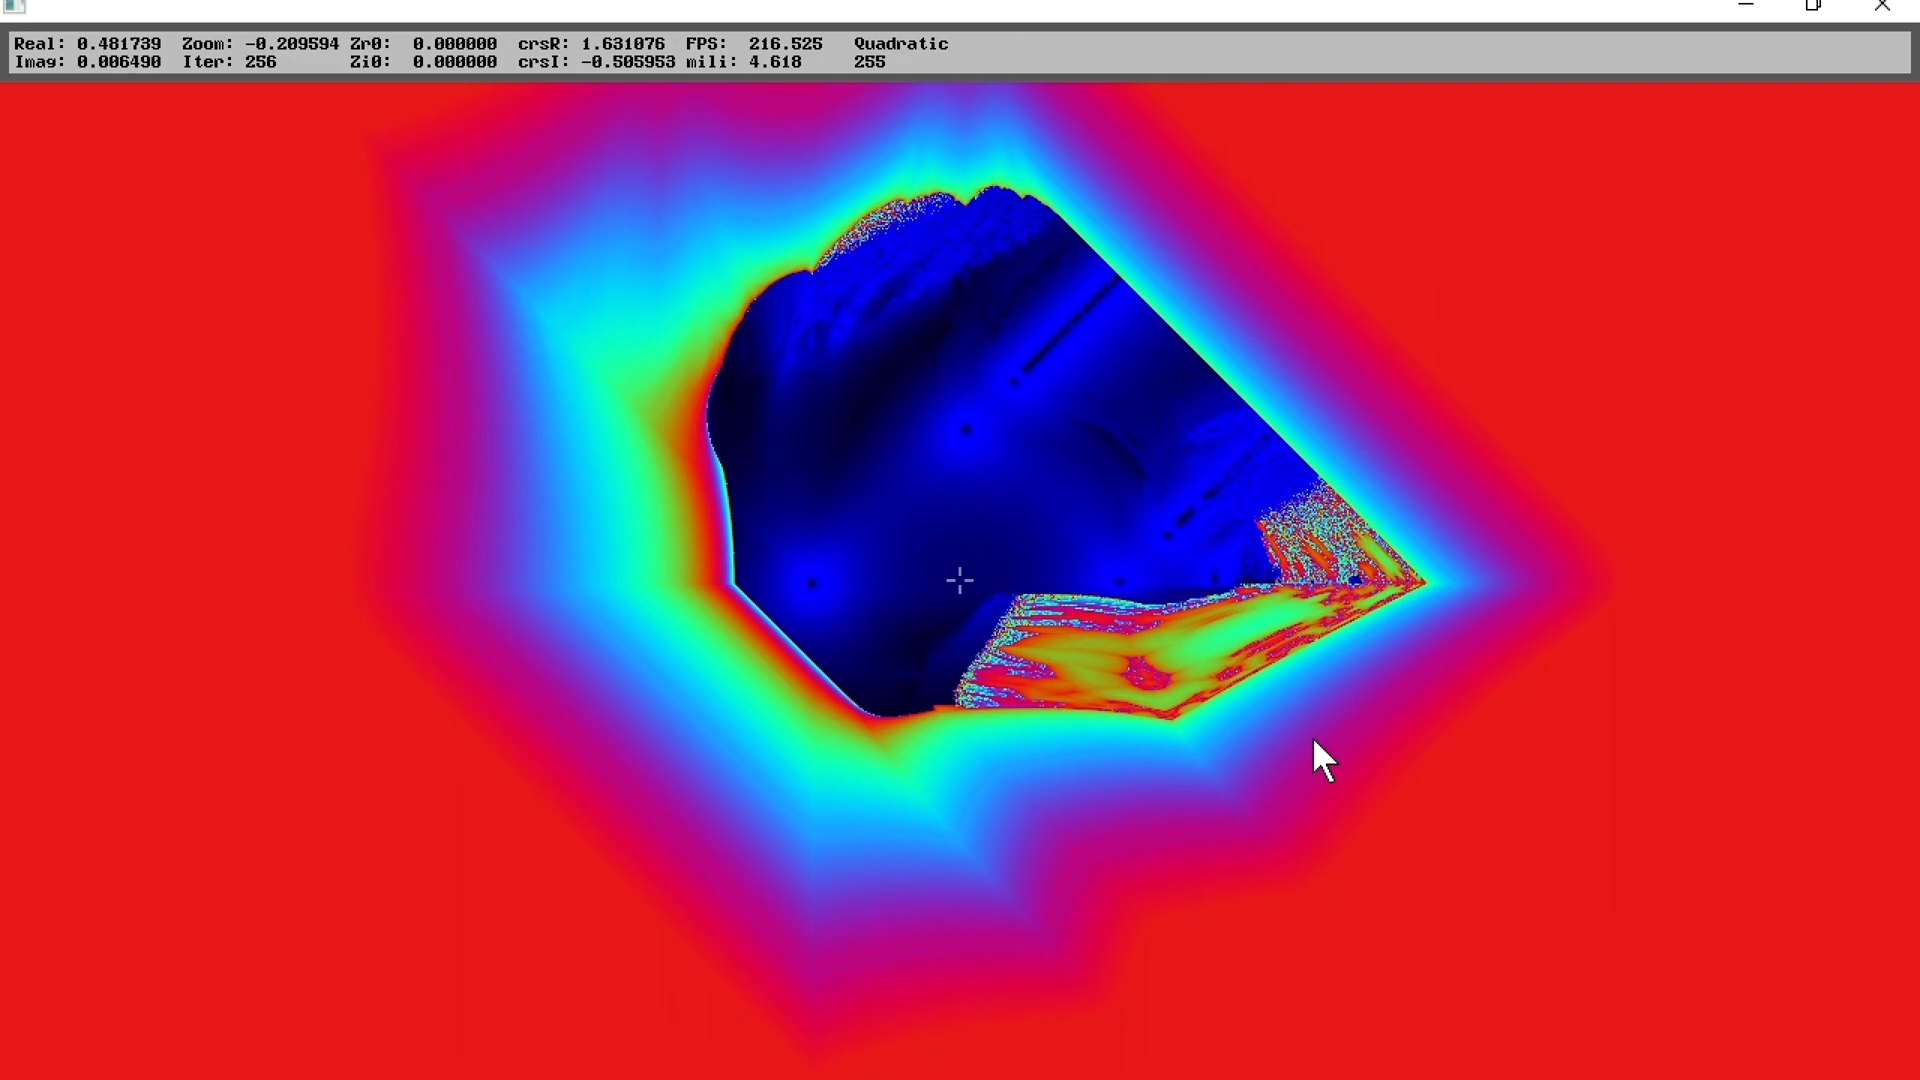 Real: 0.481739 Zoom: -0.209594 Zr0: 0.000000 crsR: 1.631076 FPS: 216.525 Quadratic
Imag: 0.006490 Iter: 256 Zi0: 0.000000 crsI: -0.505953 mili: 4.618 255